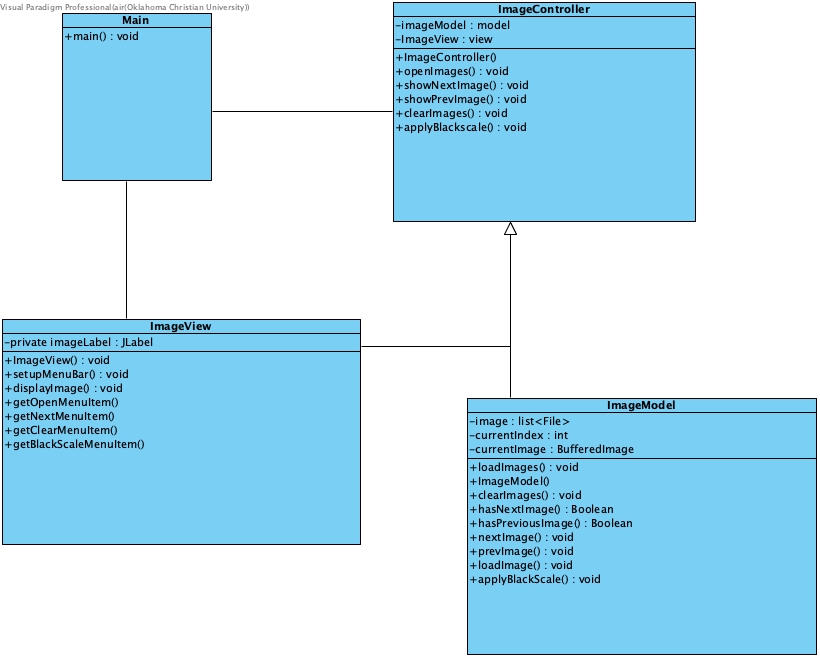 Visual Paradigm Professional(air(Oklahoma Christian University))
Main
+main() : void
ImageController
-imageModel : model
-ImageView : view
+ImageController()
+openImages() : void
+showNextImage() : void
+showPrevImage() : void
+clearImages() : void
+applyBlackscale() : void
ImageView
-private imageLabel : JLabel
+ImageView() : void
+setupMenuBar() : void
+displayImage() : void
+getOpenMenuItem()
+getNextMenuItem()
+getClearMenuItem()
+getBlackScaleMenuItem()
ImageModel
-image : list<File>
-currentIndex : int
-currentImage : BufferedImage
+loadImages() : void
+ImageModel()
+clearImages() : void
+hasNextImage() : Boolean
+hasPreviousImage() : Boolean
+nextImage() : void
+prevImage() : void
+loadImage() : void
+applyBlackScale() : void